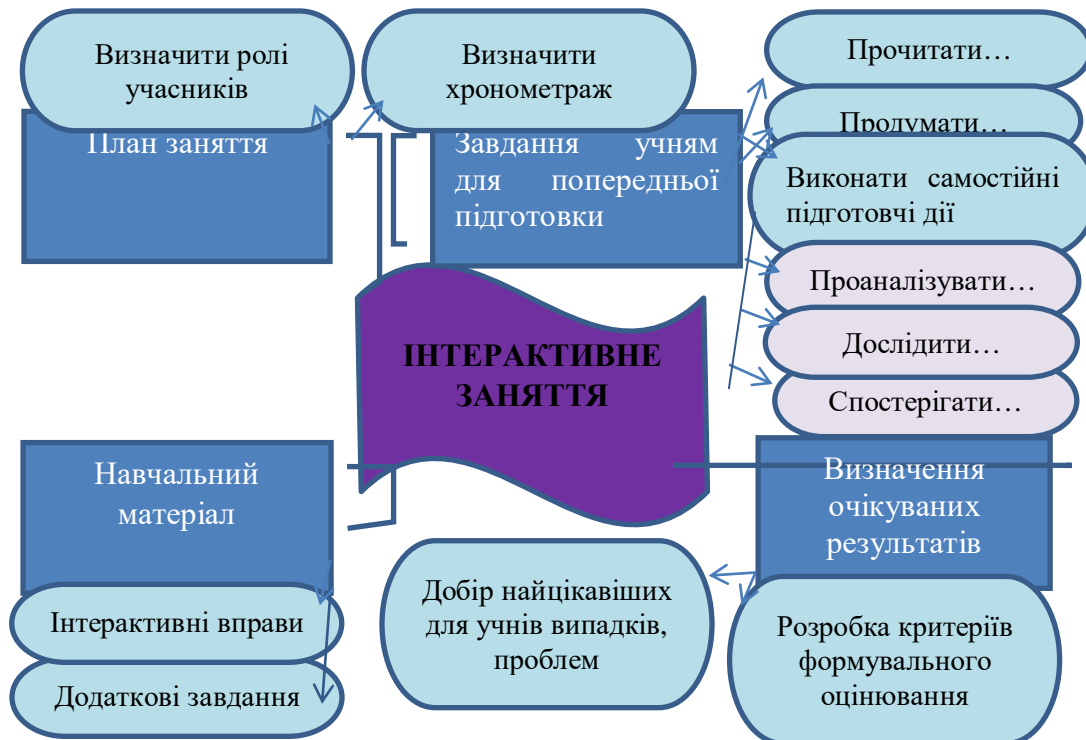 Визначити ролі
учасників
Визначити
хронометраж
Прочитати…
Продумати…
План заняття
Завдання учням
для попередньої
підготовки
Виконати самостійні
підготовчі дії
Проаналізувати…
Дослідити…
Спостерігати…
ІНТЕРАКТИВНЕ
ЗАНЯТТЯ
Навчальний
матеріал
Визначення
очікуваних
результатів
Інтерактивні вправи
Додаткові завдання
Добір найцікавіших
для учнів випадків,
проблем
Розробка критеріїв
формувального
оцінювання